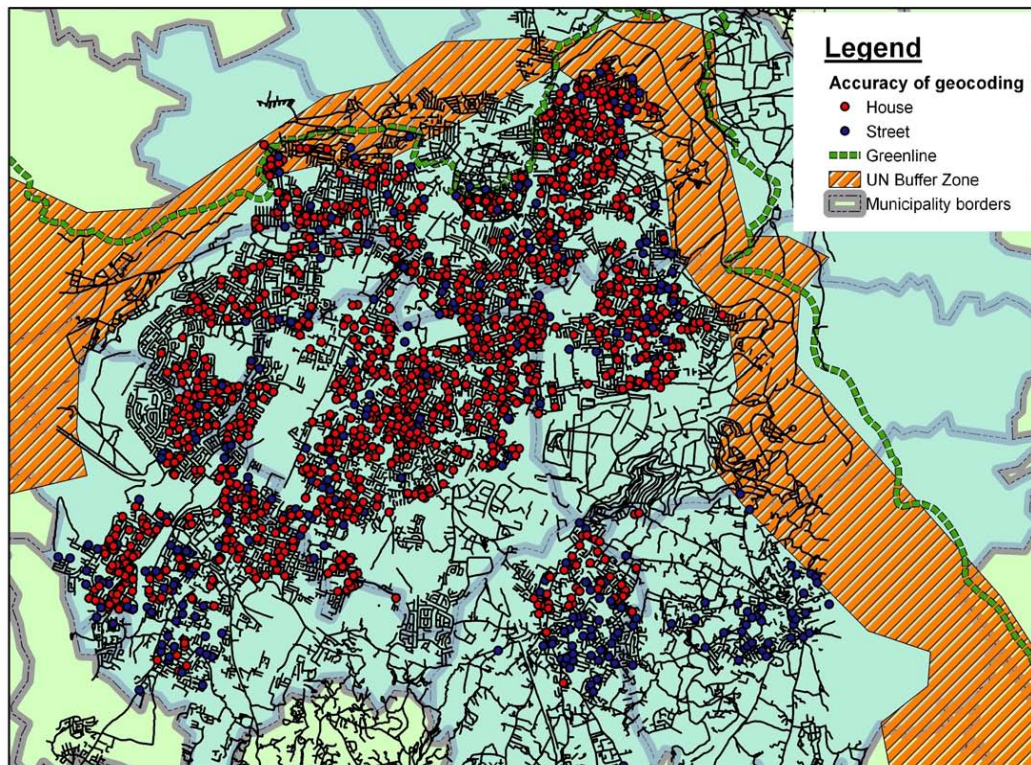 Legend
Accuracy of geocoding
House
Street
Greenline
UN Buffer Zone
Municipality borders